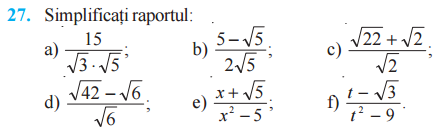 27. Simplificați raportul:
a) \frac{15}{\sqrt{3} \cdot \sqrt{5}}; b) \frac{5-\sqrt{5}}{2\sqrt{5}}; c) \frac{\sqrt{22}+\sqrt{2}}{\sqrt{2}};
d) \frac{\sqrt{42}-\sqrt{6}}{\sqrt{6}}; e) \frac{x+\sqrt{5}}{x^2-5}; f) \frac{t-\sqrt{3}}{t^2-9}.